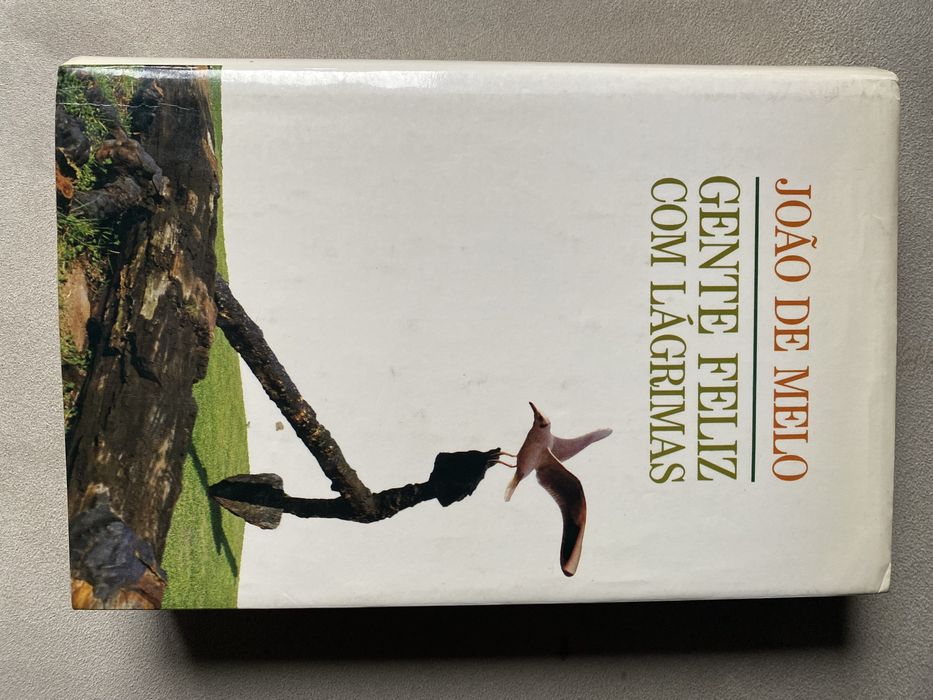 JOÃO DE MELO
GENTE FELIZ
COM LÁGRIMAS